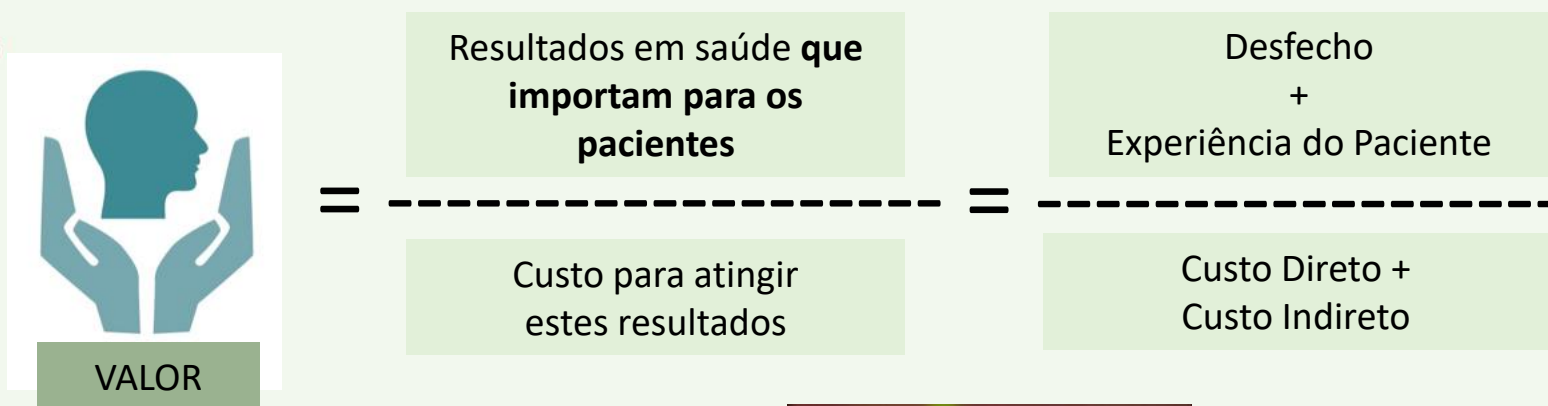 Resultados em saúde que
importam para os
pacientes
Desfecho
+
Experiência do Paciente
=
------------------
=
------------------
Custo para atingir
estes resultados
Custo Direto +
Custo Indireto
VALOR